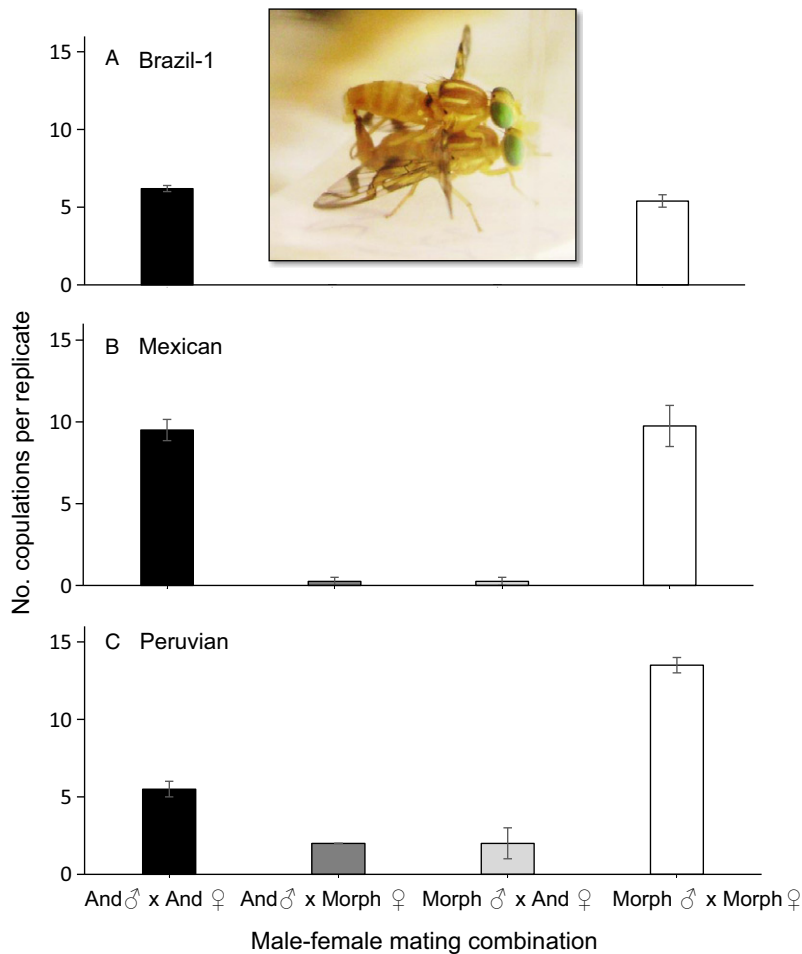 No. copulations per replicate
A Brazil-1
15
10
5
0
B Mexican
15
10
5
0
C Peruvian
15
10
5
0
And♂ x And ♀ And♂ x Morph ♀ Morph ♂ x And ♀ Morph ♂ x Morph♀
Male-female mating combination